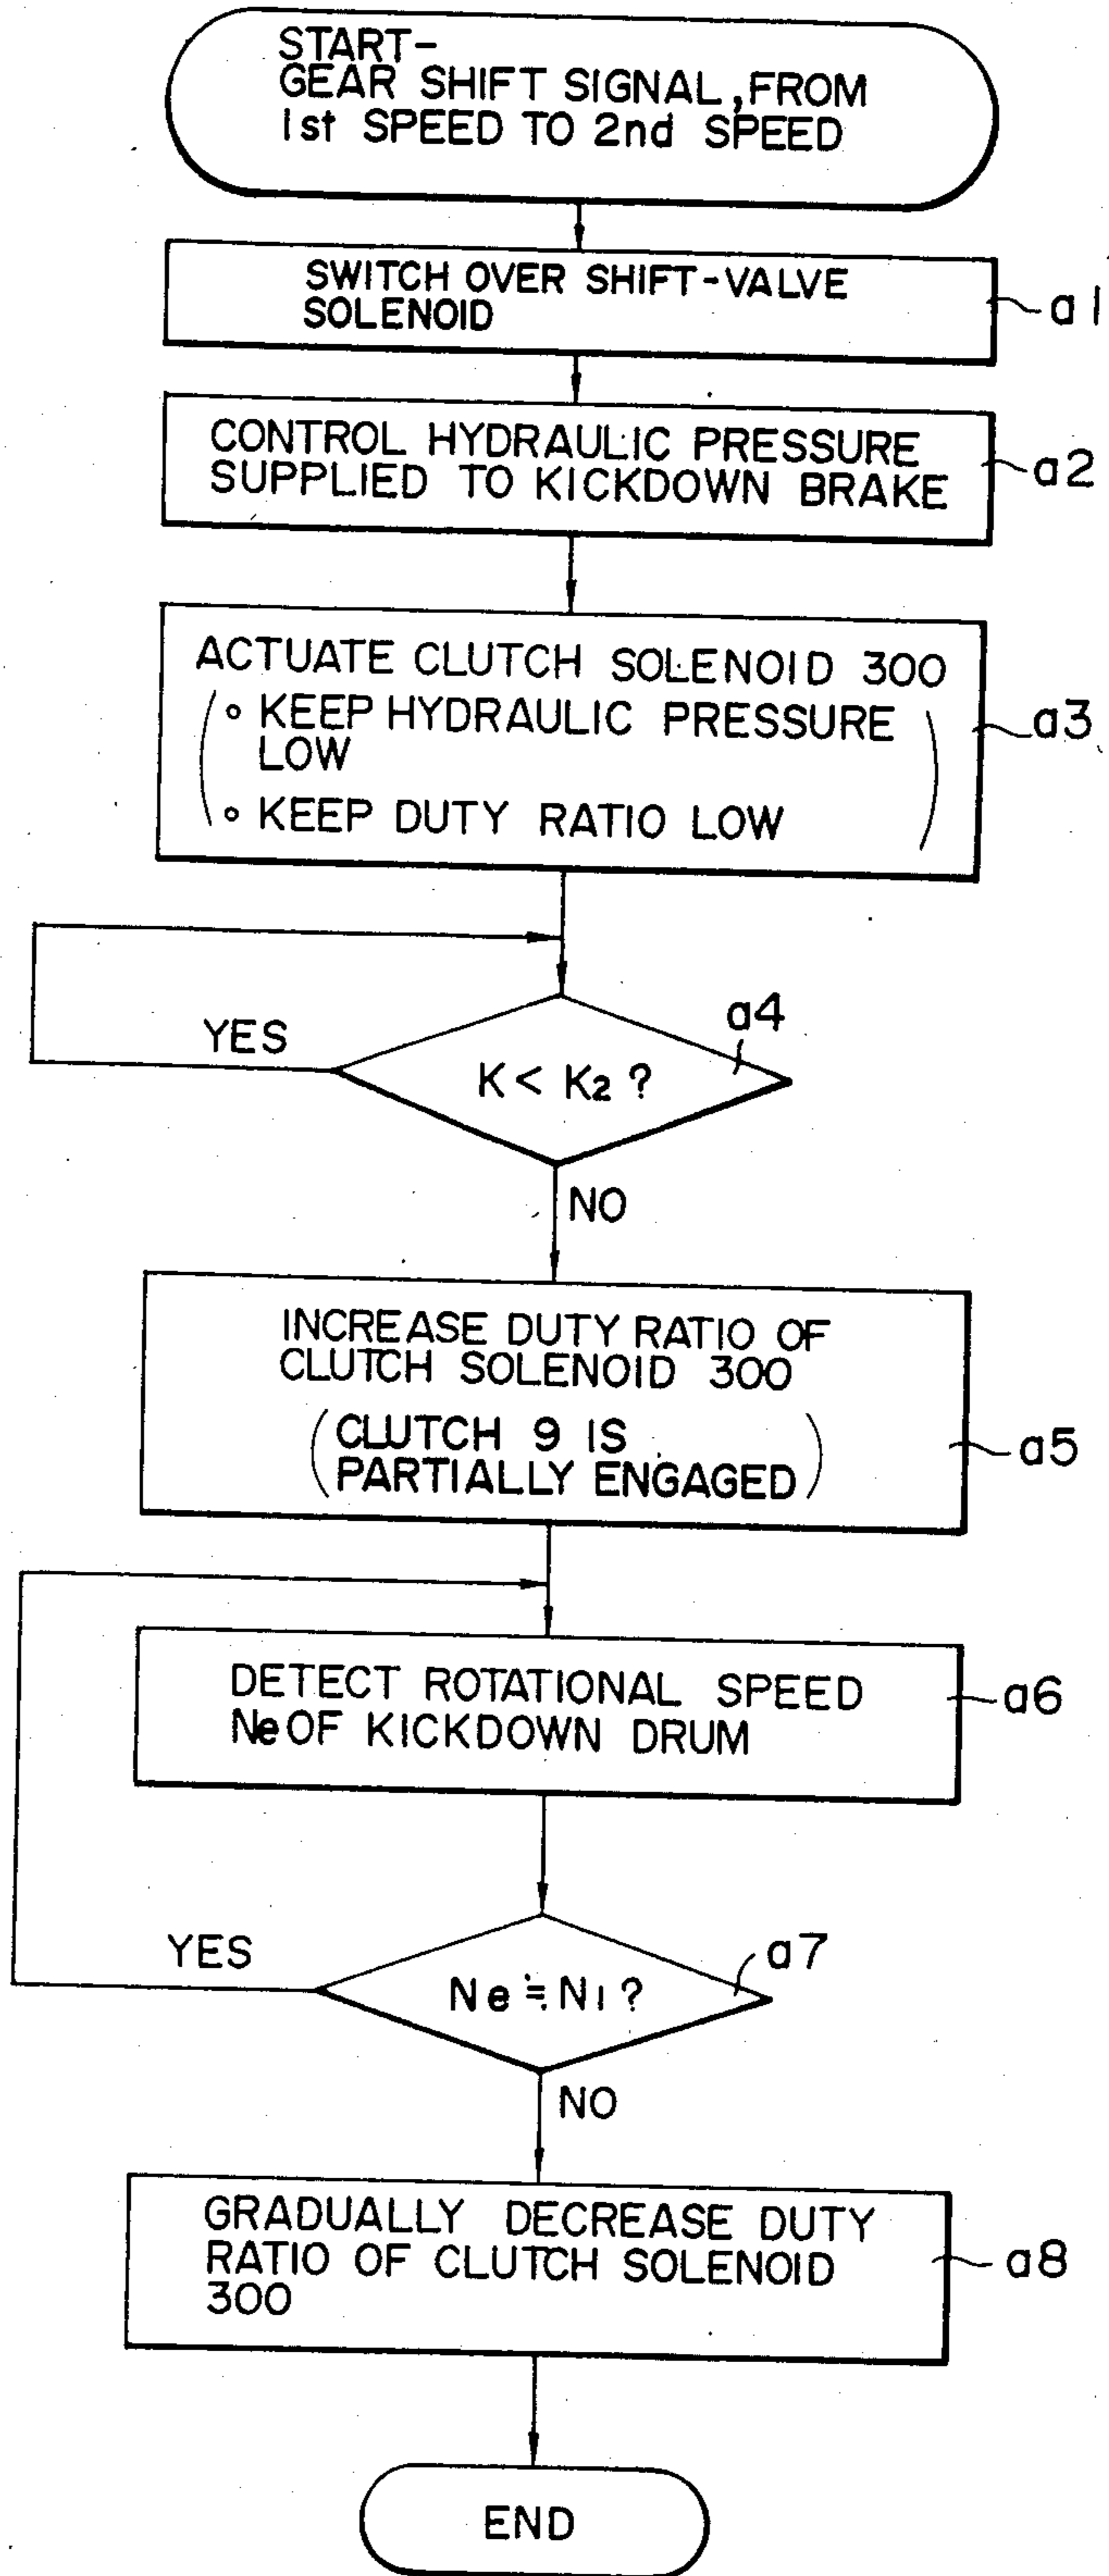 START-
GEAR SHIFT SIGNAL, FROM
1st SPEED TO 2nd SPEED
SWITCH OVER SHIFT-VALVE
SOLENOID
a1
CONTROL HYDRAULIC PRESSURE
SUPPLIED TO KICKDOWN BRAKE
a2
ACTUATE CLUTCH SOLENOID 300
(∘ KEEP HYDRAULIC PRESSURE
LOW
∘ KEEP DUTY RATIO LOW)
a3
a4
YES
K < K2 ?
NO
INCREASE DUTY RATIO OF
CLUTCH SOLENOID 300
(CLUTCH 9 IS
PARTIALLY ENGAGED)
a5
DETECT ROTATIONAL SPEED
Ne OF KICKDOWN DRUM
a6
YES
a7
Ne ≒ N1 ?
NO
GRADUALLY DECREASE DUTY
RATIO OF CLUTCH SOLENOID
300
a8
END